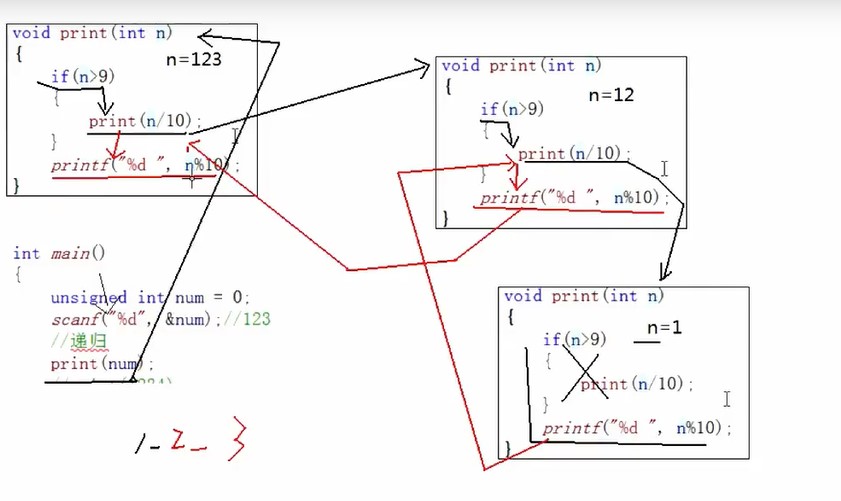 void print(int n)
{
n=123
if(n>9)
{
print(n/10);
}
printf("%d ", n%10);
}
int main()
{
unsigned int num = 0;
scanf("%d", &num);//123
//递归
print(num);
1 2 3
void print(int n)
{
n=12
if(n>9)
{
print(n/10);
}
printf("%d ", n%10);
}
void print(int n)
{
n=1
if(n>9)
{
print(n/10);
}
printf("%d ", n%10);
}